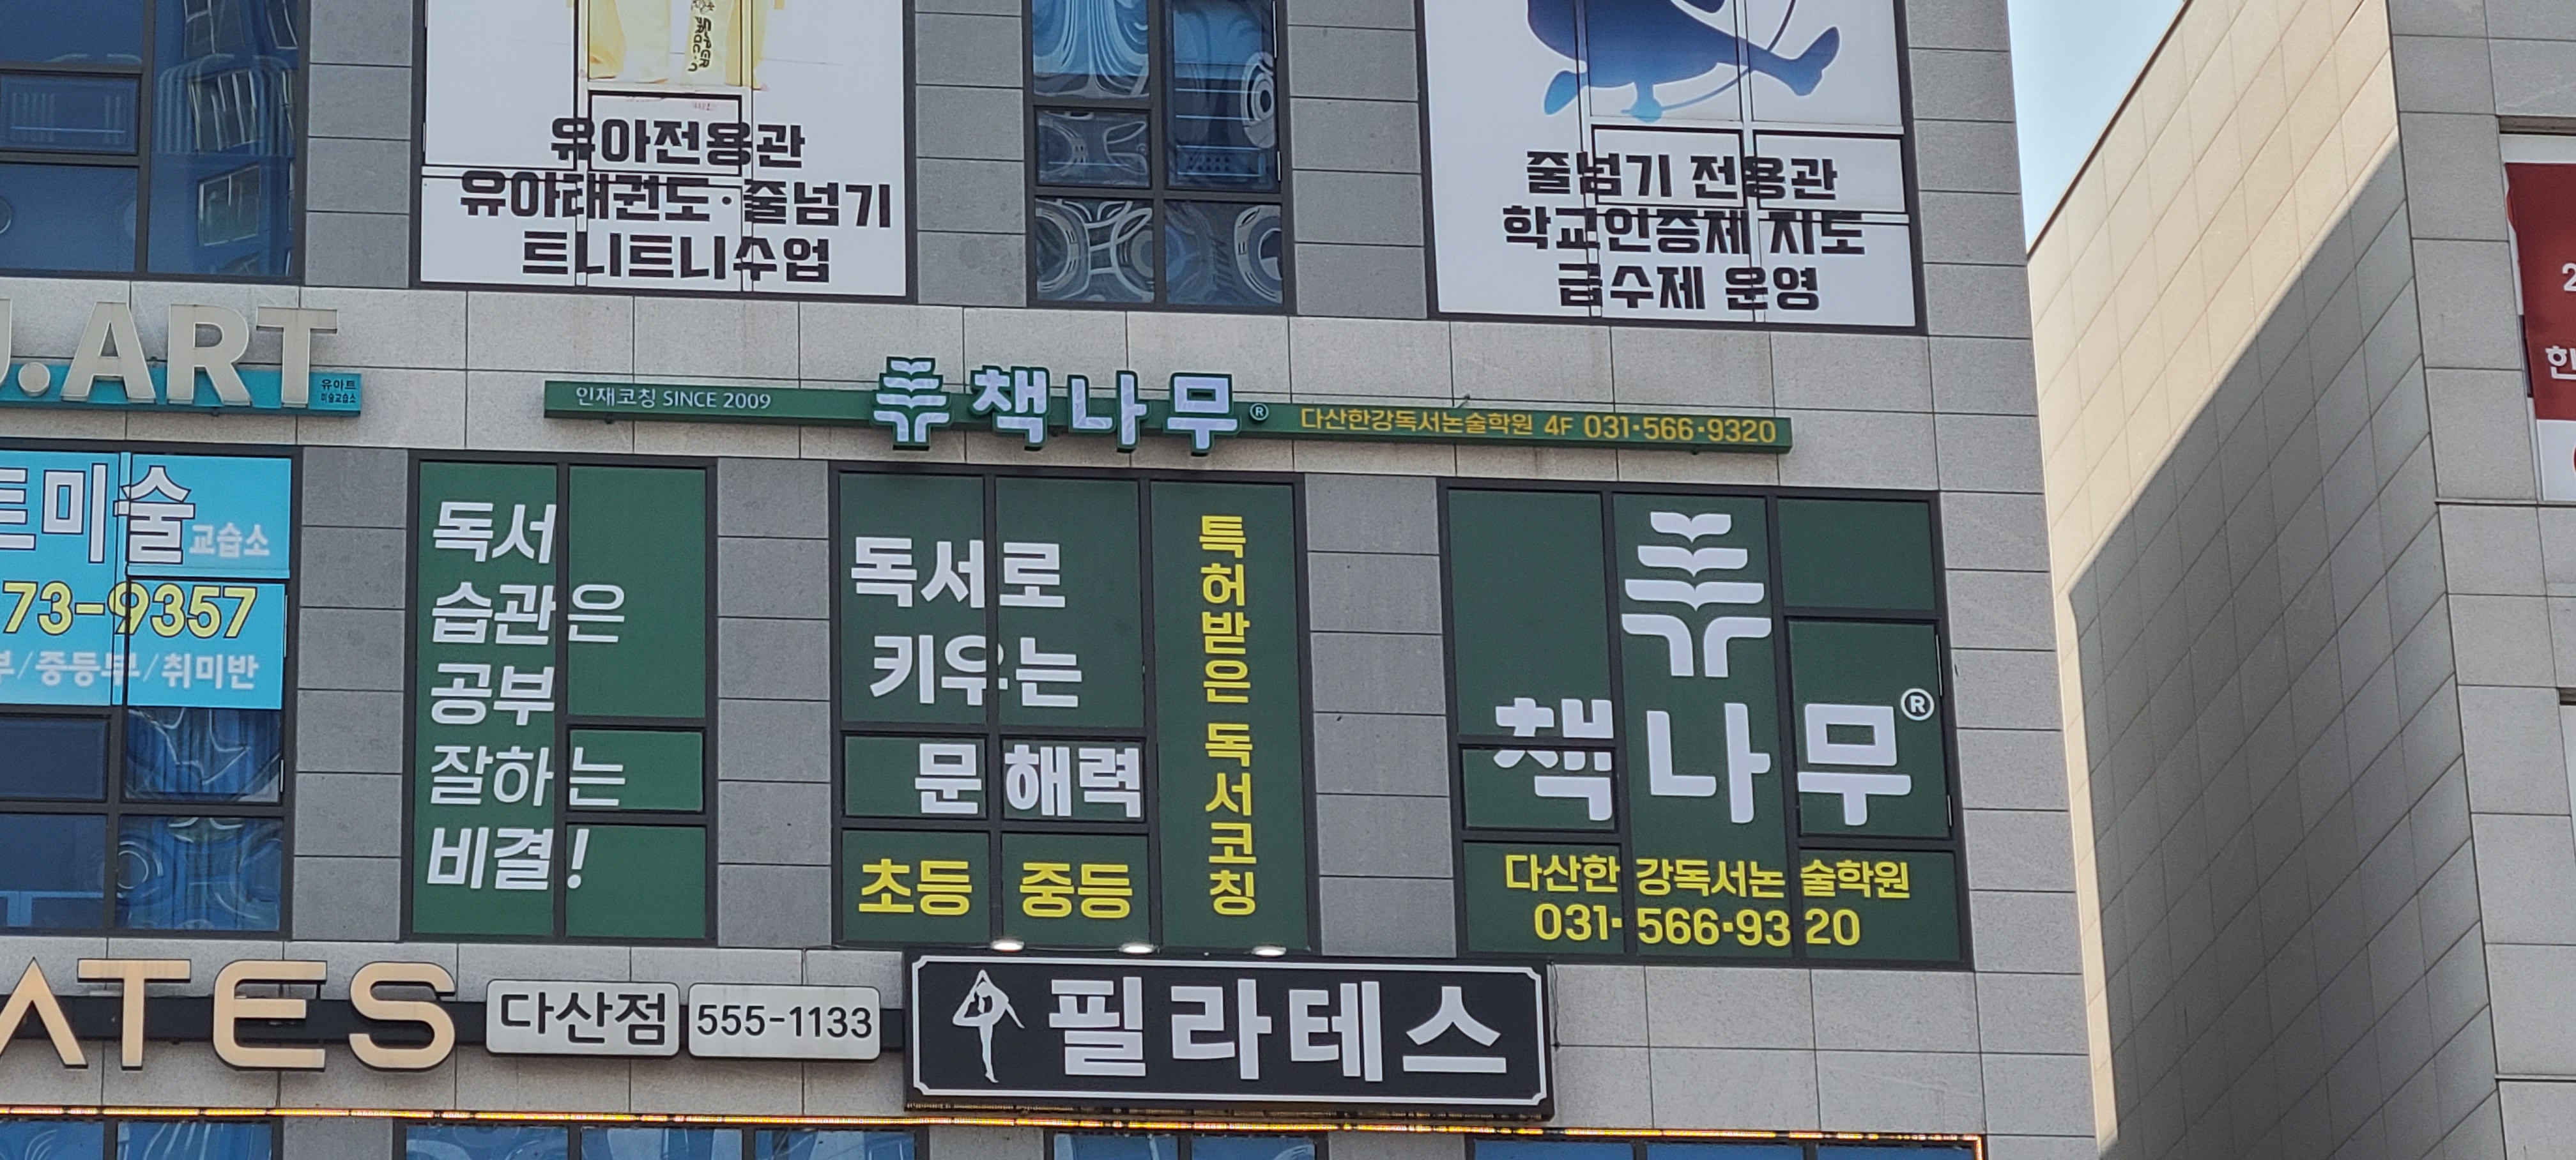 유아전용관
유아태권도·줄넘기
트니트니수업
줄넘기 전용관
학교인증제 지도
급수제 운영
.ART
유아트
미술교습소
인재코칭 SINCE 2009
책나무®
다산한강독서논술학원 4F 031·566·9320
트미술교습소
73-9357
부/중등부/취미반
독서
습관은
공부
잘하는
비결!
독서로
키우는
문해력
초등 중등
특허받은 독서코칭
책나무®
다산한강독서논술학원
031·566·9320
ATES
다산점
555-1133
필라테스
2
한